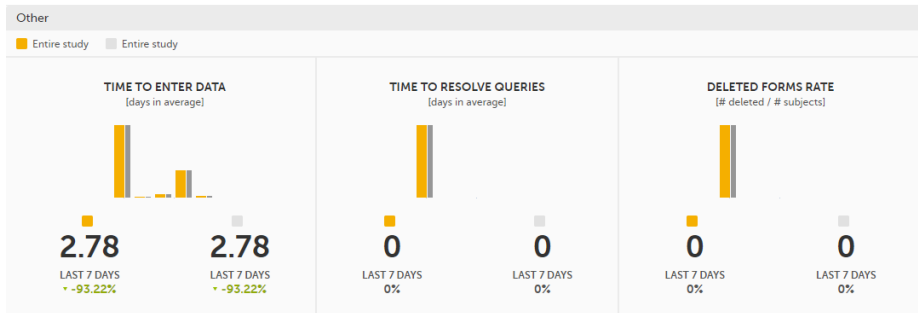 Other
Entire study Entire study
TIME TO ENTER DATA
[days in average]
2.78 2.78
LAST 7 DAYS LAST 7 DAYS
▼ -93.22% ▼ -93.22%
TIME TO RESOLVE QUERIES
[days in average]
0 0
LAST 7 DAYS LAST 7 DAYS
0% 0%
DELETED FORMS RATE
[# deleted / # subjects]
0 0
LAST 7 DAYS LAST 7 DAYS
0% 0%